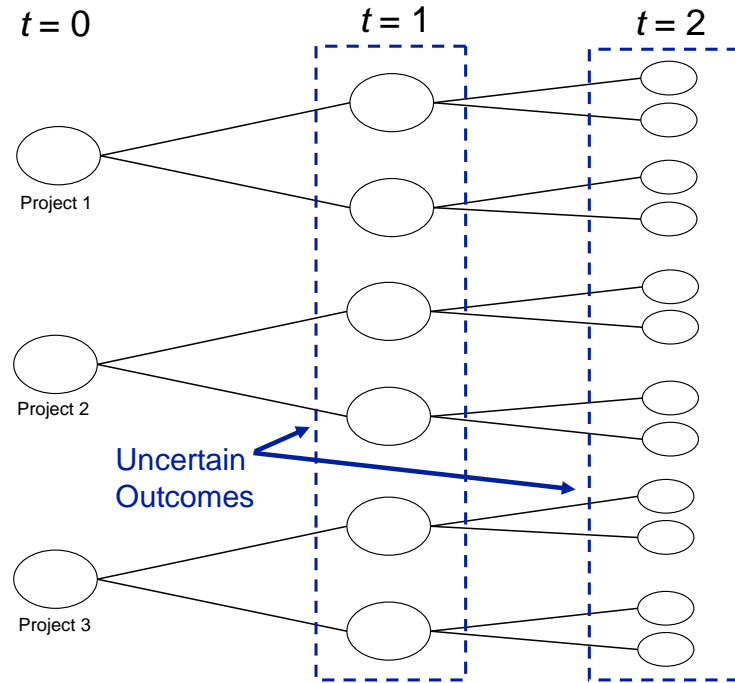 t = 0
t = 1
t = 2
Project 1
Project 2
Uncertain
Outcomes
Project 3